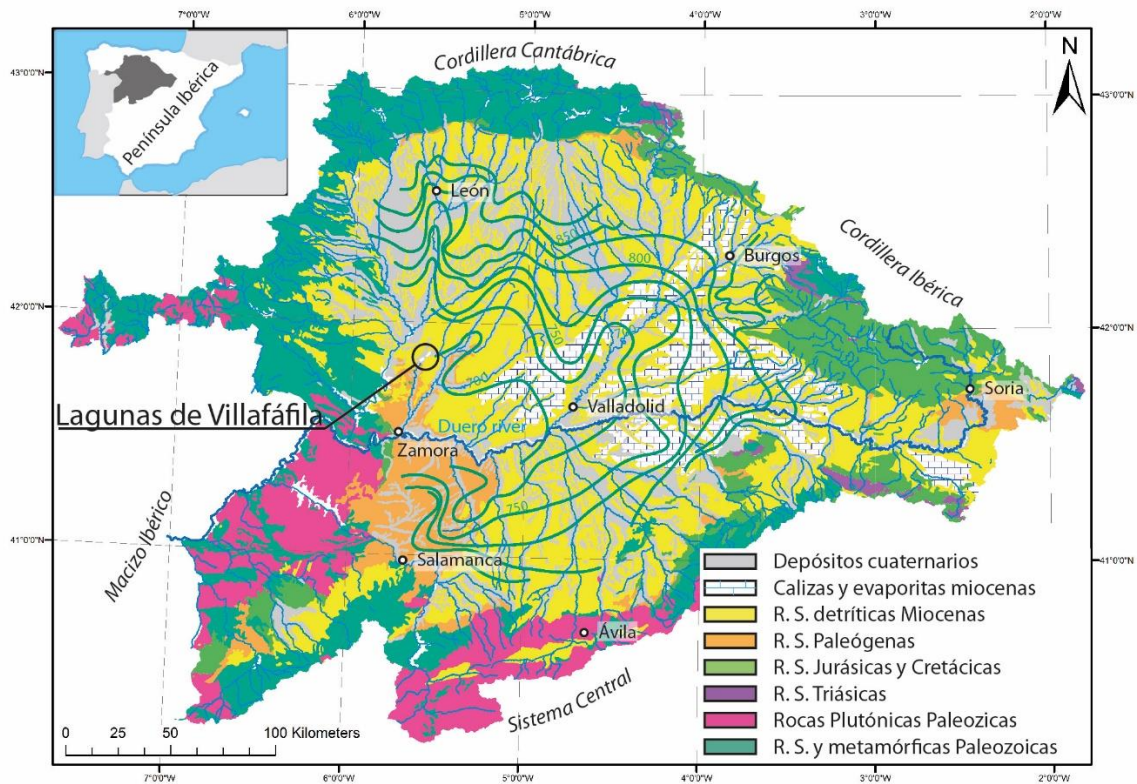 7°0'0"W
6°0'0"W
5°0'0"W
4°0'0"W
3°0'0"W
2°0'0"W
Península Ibérica
Cordillera Cantábrica
N
43°0'0"N
43°0'0"N
León
850
800
Burgos
Cordillera Ibérica
42°0'0"N
42°0'0"N
750
700
Soria
Lagunas de Villafáfila
Valladolid
Duero river
Zamora
Macizo Ibérico
750
41°0'0"N
41°0'0"N
Salamanca
Ávila
Sistema Central
Depósitos cuaternarios
Calizas y evaporitas miocenas
R. S. detríticas Miocenas
R. S. Paleógenas
R. S. Jurásicas y Cretácicas
R. S. Triásicas
Rocas Plutónicas Paleozicas
R. S. y metamórficas Paleozoicas
0 25 50 100 Kilometers
7°0'0"W
6°0'0"W
5°0'0"W
4°0'0"W
3°0'0"W
2°0'0"W